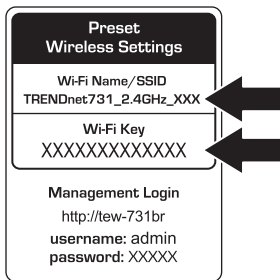 Preset
Wireless Settings
Wi-Fi Name/SSID
TRENDnet731_2.4GHz_XXX
Wi-Fi Key
XXXXXXXXXXXXX
Management Login
http://tew-731br
username: admin
password: XXXXX